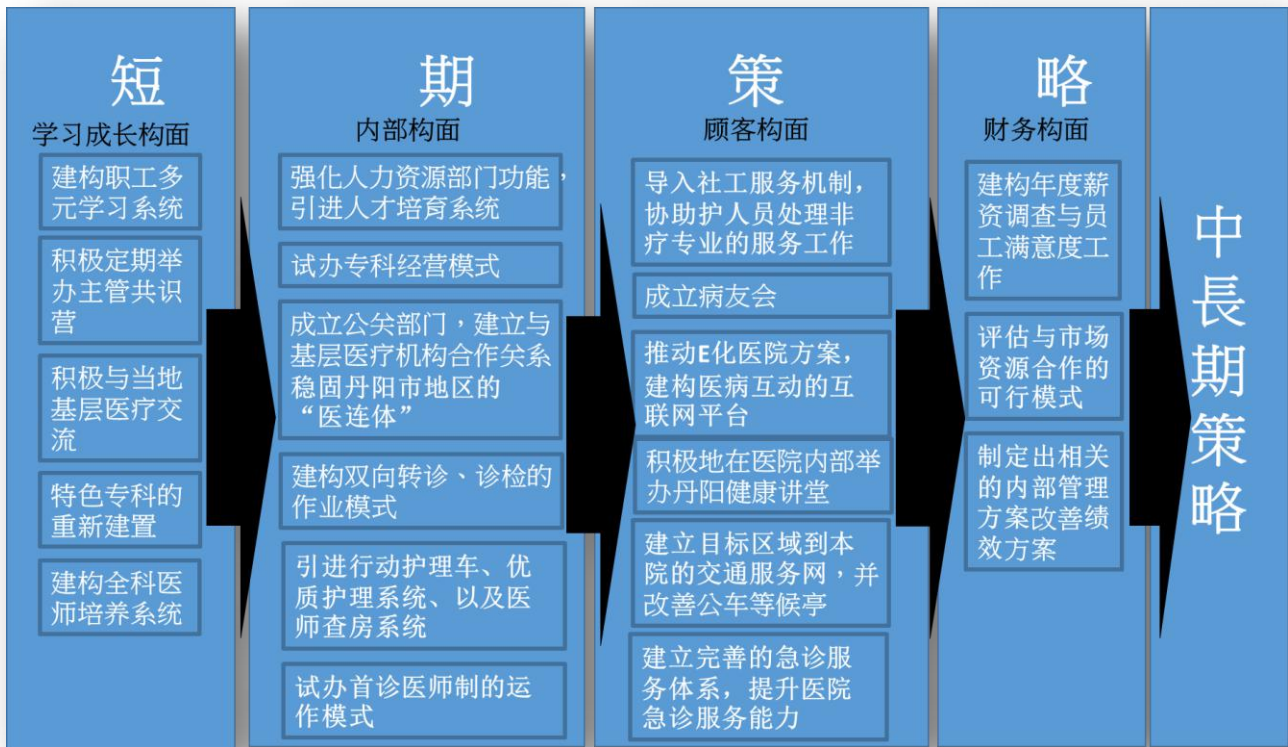 短
学习成长构面
建构职工多
元学习系统
积极定期举
办主管共识
营
积极与当地
基层医疗交
流
特色专科的
重新建置
建构全科医
师培养系统
期
内部构面
强化人力资源部门功能，
引进人才培育系统
试办专科经营模式
成立公关部门，建立与
基层医疗机构合作关系
稳固丹阳市地区的
“医连体”
建构双向转诊、诊检的
作业模式
引进行动护理车、优
质护理系统、以及医
师查房系统
试办首诊医师制的运
作模式
策
顾客构面
导入社工服务机制，
协助护人员处理非
疗专业的服务工作
成立病友会
推动E化医院方案，
建构医病互动的互
联网平台
积极地在医院内部举
办丹阳健康讲堂
建立目标区域到本
院的交通服务网，并
改善公车等候亭
建立完善的急诊服
务体系，提升医院
急诊服务能力
略
财务构面
建构年度薪
资调查与员
工满意度工
作
评估与市场
资源合作的
可行模式
制定出相关
的内部管理
方案改善绩
效方案
中長期策略